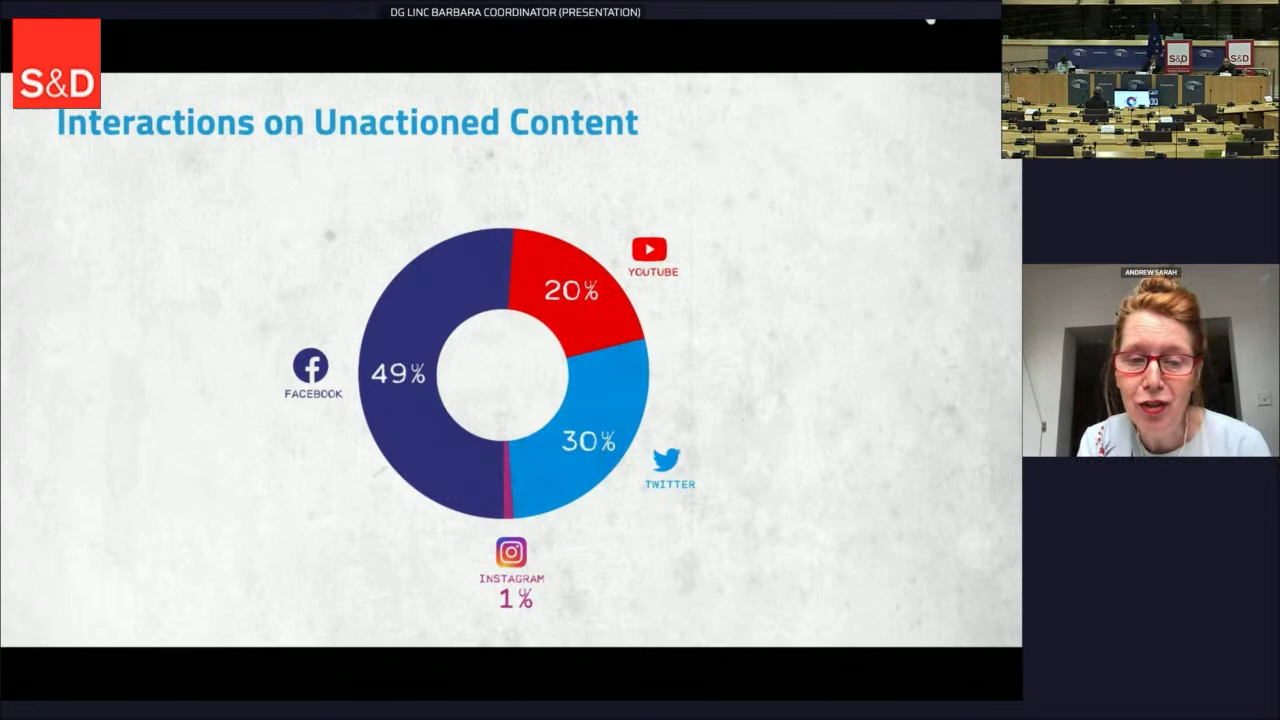 DG LINC BARBARA COORDINATOR (PRESENTATION)
S&D
Interactions on Unactioned Content
20%
YOUTUBE
49%
FACEBOOK
30%
TWITTER
INSTAGRAM
1%
S&D
S&D
ANDREW SARAH